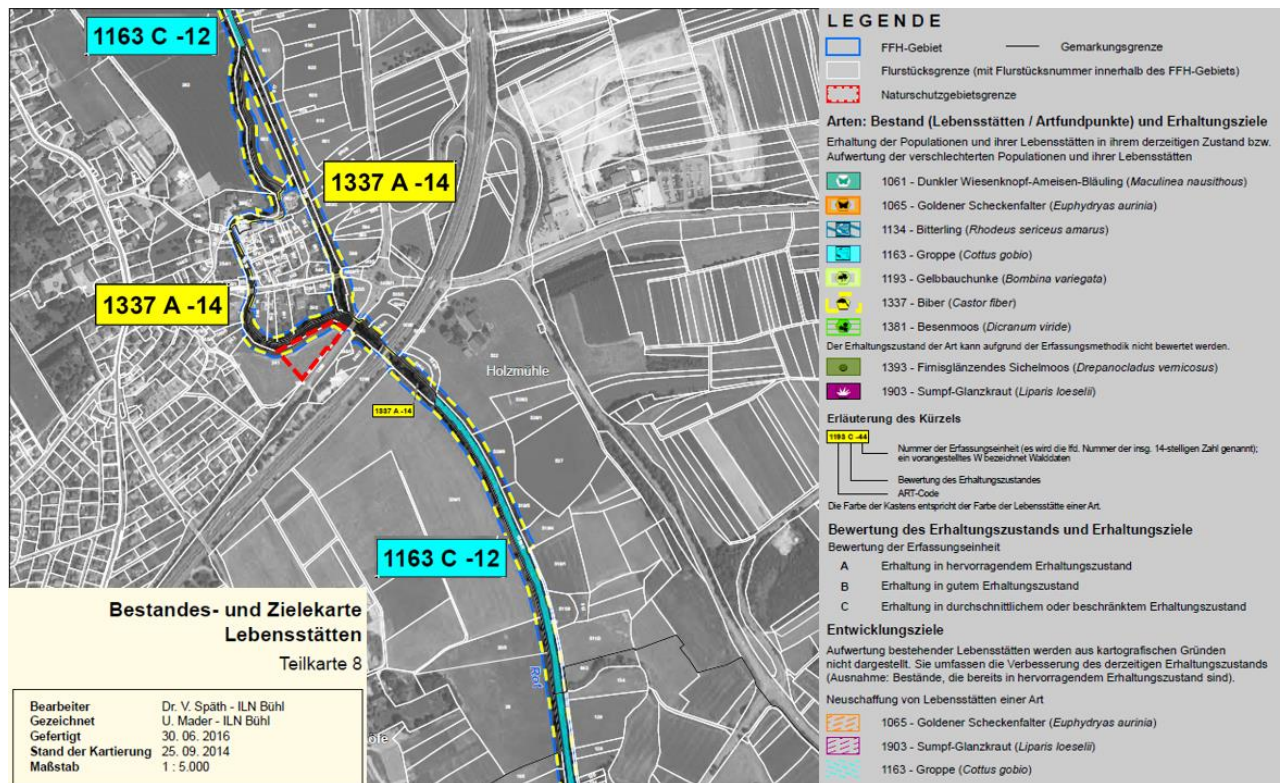 1163 C -12
1337 A -14
1337 A -14
Holzmühle
1337 A -14
1163 C -12
Rot
Bestandes- und Zielekarte
Lebensstätten
Teilkarte 8
Bearbeiter Dr. V. Späth - ILN Bühl
Gezeichnet U. Mader - ILN Bühl
Gefertigt 30. 06. 2016
Stand der Kartierung 25. 09. 2014
Maßstab 1 : 5.000
LEGENDE
FFH-Gebiet Gemarkungsgrenze
Flurstücksgrenze (mit Flurstücksnummer innerhalb des FFH-Gebiets)
Naturschutzgebietsgrenze
Arten: Bestand (Lebensstätten / Artfundpunkte) und Erhaltungsziele
Erhaltung der Populationen und ihrer Lebensstätten in ihrem derzeitigen Zustand bzw.
Aufwertung der verschlechterten Populationen und ihrer Lebensstätten
1061 - Dunkler Wiesenknopf-Ameisen-Bläuling (Maculinea nausithous)
1065 - Goldener Scheckenfalter (Euphydryas aurinia)
1134 - Bitterling (Rhodeus sericeus amarus)
1163 - Groppe (Cottus gobio)
1193 - Gelbbauchunke (Bombina variegata)
1337 - Biber (Castor fiber)
1381 - Besenmoos (Dicranum viride)
Der Erhaltungszustand der Art kann aufgrund der Erfassungsmethodik nicht bewertet werden.
1393 - Firnisglänzendes Sichelmoos (Drepanocladus vernicosus)
1903 - Sumpf-Glanzkraut (Liparis loeselii)
Erläuterung des Kürzels
1193 C -44
Nummer der Erfassungseinheit (es wird die lfd. Nummer der insg. 14-stelligen Zahl genannt);
ein vorangestelltes W bezeichnet Walddaten
Bewertung des Erhaltungszustandes
ART-Code
Die Farbe der Kastens entspricht der Farbe der Lebensstätte einer Art.
Bewertung des Erhaltungszustands und Erhaltungsziele
Bewertung der Erfassungseinheit
A Erhaltung in hervorragendem Erhaltungszustand
B Erhaltung in gutem Erhaltungszustand
C Erhaltung in durchschnittlichem oder beschränktem Erhaltungszustand
Entwicklungsziele
Aufwertung bestehender Lebensstätten werden aus kartografischen Gründen
nicht dargestellt. Sie umfassen die Verbesserung des derzeitigen Erhaltungszustands
(Ausnahme: Bestände, die bereits in hervorragendem Erhaltungszustand sind).
Neuschaffung von Lebensstätten einer Art
1065 - Goldener Scheckenfalter (Euphydryas aurinia)
1903 - Sumpf-Glanzkraut (Liparis loeselii)
1163 - Groppe (Cottus gobio)